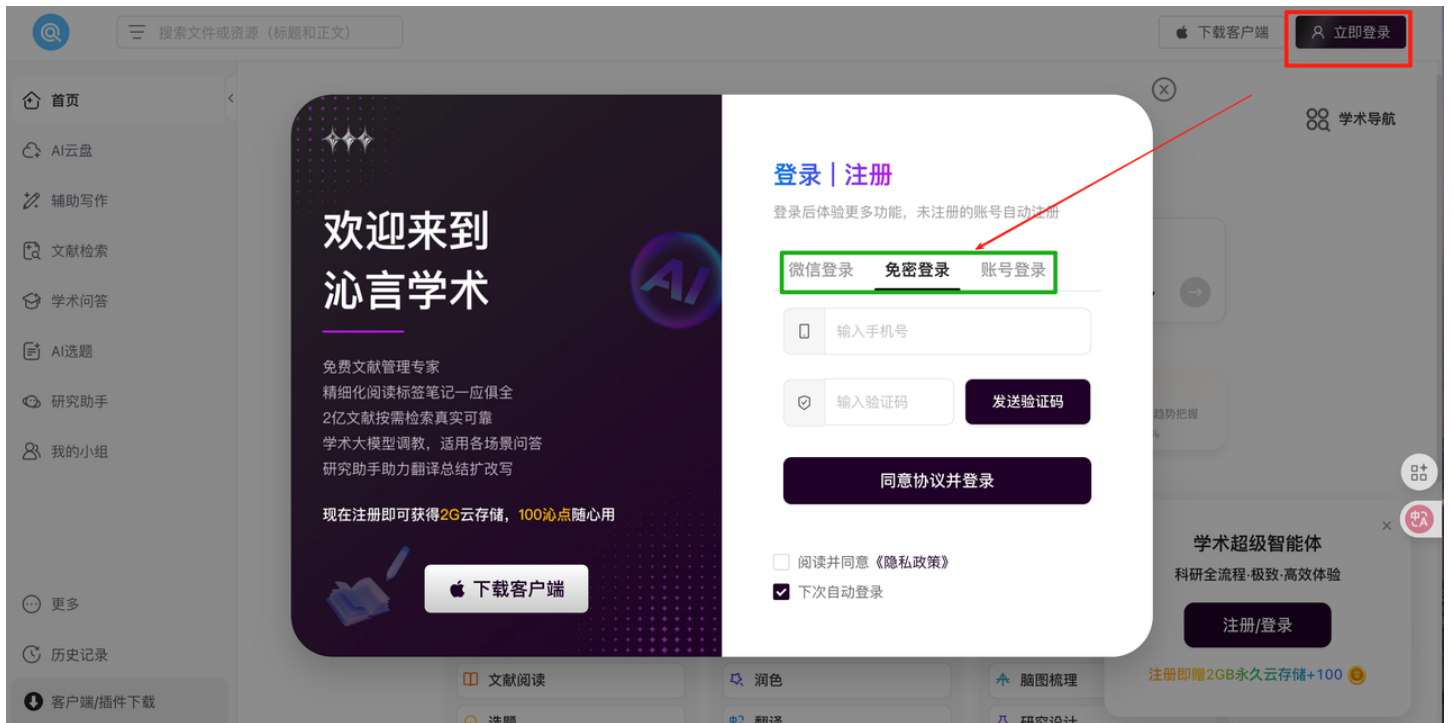 搜索文件或资源（标题和正文）
下载客户端
立即登录
首页
AI云盘
辅助写作
文献检索
学术问答
AI选题
研究助手
我的小组
更多
历史记录
客户端/插件下载
学术导航
欢迎来到
沁言学术
AI
免费文献管理专家
精细化阅读标签笔记一应俱全
2亿文献按需检索真实可靠
学术大模型调教，适用各场景问答
研究助手助力翻译总结扩改写
现在注册即可获得2G云存储，100沁点随心用
下载客户端
登录｜注册
登录后体验更多功能，未注册的账号自动注册
微信登录 免密登录 账号登录
输入手机号
输入验证码
发送验证码
同意协议并登录
阅读并同意《隐私政策》
下次自动登录
趋势把握
%
学术超级智能体
科研全流程·极致·高效体验
注册/登录
注册即赠2GB永久云存储+100
文献阅读
润色
脑图梳理
选题
翻译
研究设计